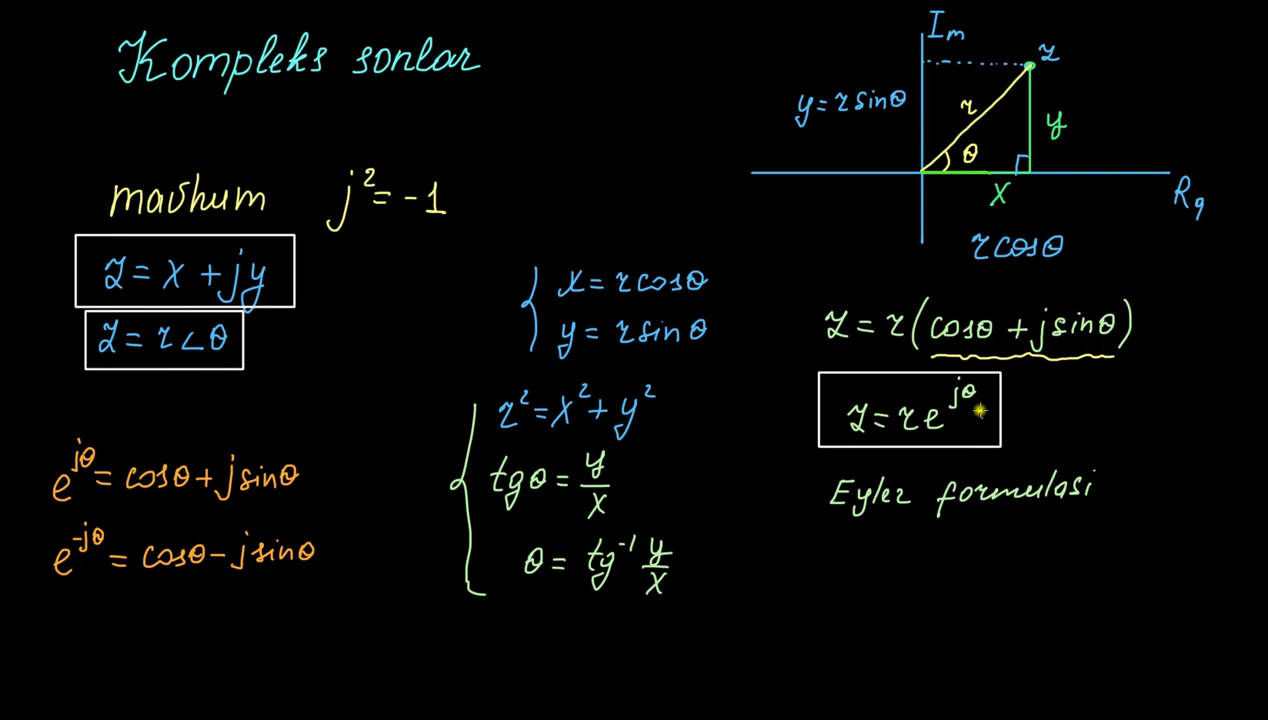 Kompleks sonlar
mavhum j² = -1
z = x + jy
z = r∠θ
e^{jθ} = cosθ + jsinθ
e^{-jθ} = cosθ - jsinθ
{ x = rcosθ
y = rsinθ
{ r² = x² + y²
tgθ = y/x
θ = tg⁻¹ y/x
Im
z
y = rsinθ
r
y
θ
x
Re
rcosθ
z = r(cosθ + jsinθ)
z = re^{jθ}
Eyler formulasi